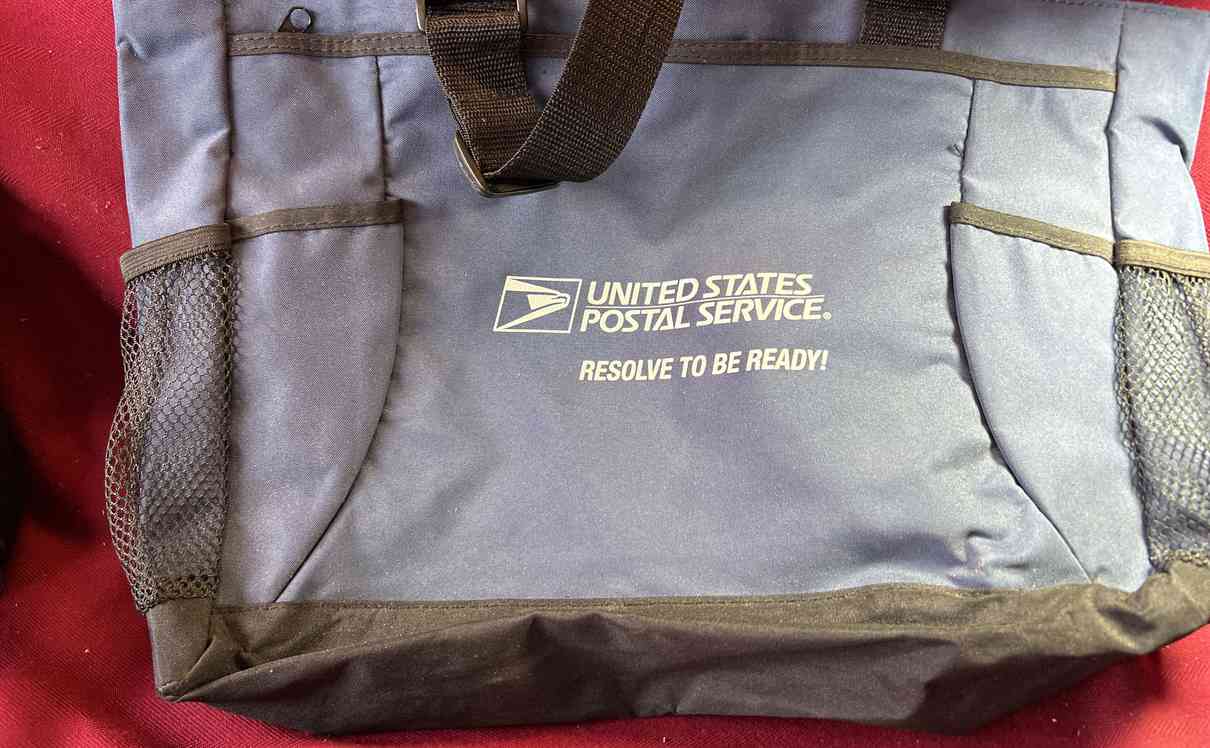 UNITED STATES
POSTAL SERVICE®
RESOLVE TO BE READY!